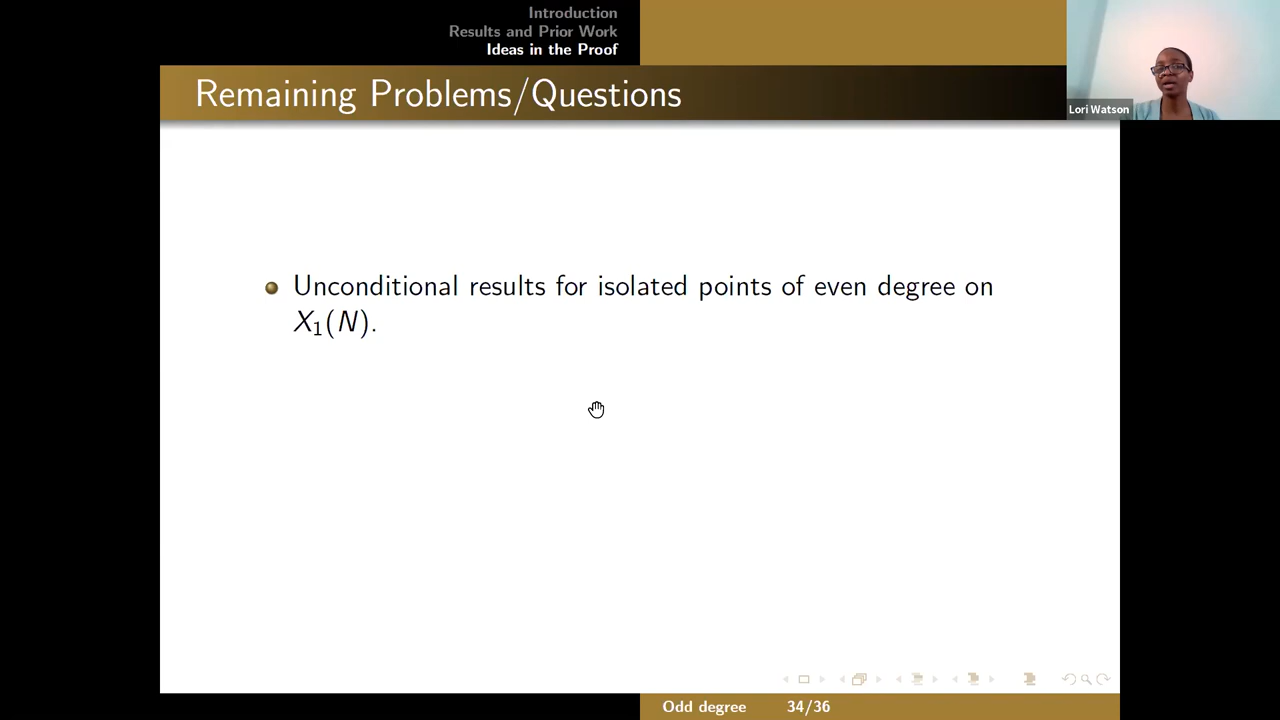 Introduction
Results and Prior Work
Ideas in the Proof
Remaining Problems/Questions
Lori Watson
Unconditional results for isolated points of even degree on
X₁(N).
Odd degree 34/36